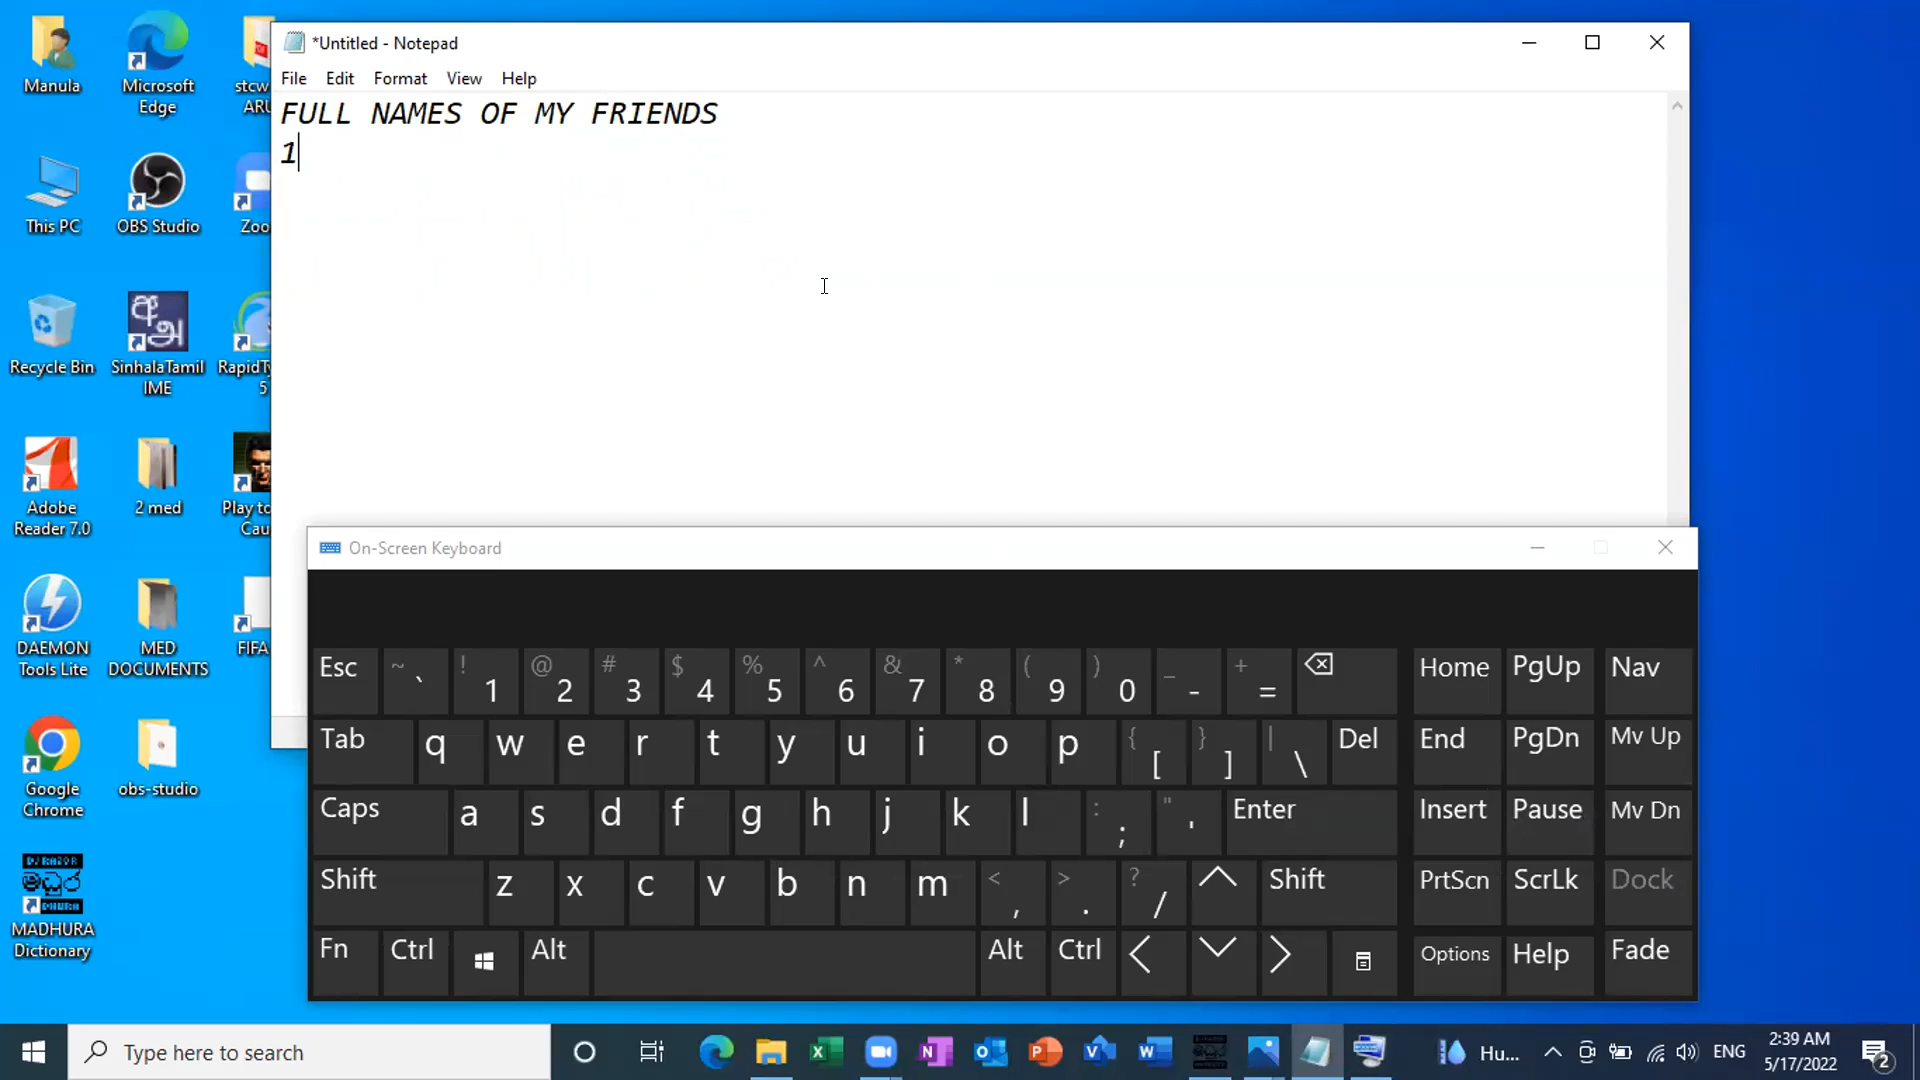 *Untitled - Notepad
File Edit Format View Help
FULL NAMES OF MY FRIENDS
1
Manula
Microsoft Edge
This PC
OBS Studio
Recycle Bin
SinhalaTamil IME
Adobe Reader 7.0
2 med
DAEMON Tools Lite
MED DOCUMENTS
FIFA
Google Chrome
obs-studio
MADHURA Dictionary
On-Screen Keyboard
Esc ~ ` ! 1 @ 2 # 3 $ 4 % 5 ^ 6 & 7 * 8 ( 9 ) 0 _ - + = Home PgUp Nav
Tab q w e r t y u i o p { [ } ] | \ Del End PgDn Mv Up
Caps a s d f g h j k l : ; " ' Enter Insert Pause Mv Dn
Shift z x c v b n m < , > . ? / Shift PrtScn ScrLk Dock
Fn Ctrl Alt Alt Ctrl Options Help Fade
Type here to search
Hu...
ENG
2:39 AM
5/17/2022
2